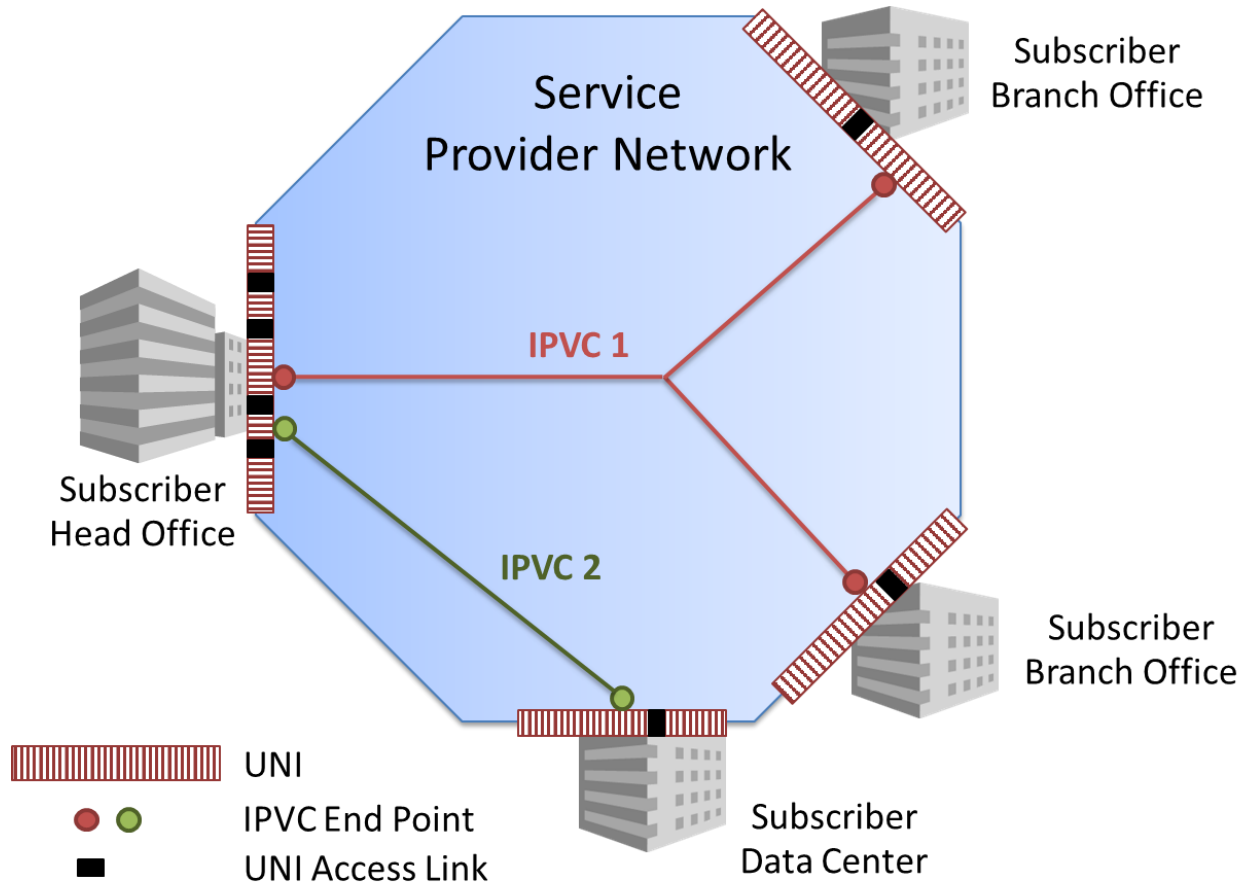 Service
Provider Network
Subscriber
Branch Office
IPVC 1
Subscriber
Head Office
IPVC 2
Subscriber
Branch Office
UNI
IPVC End Point
UNI Access Link
Subscriber
Data Center